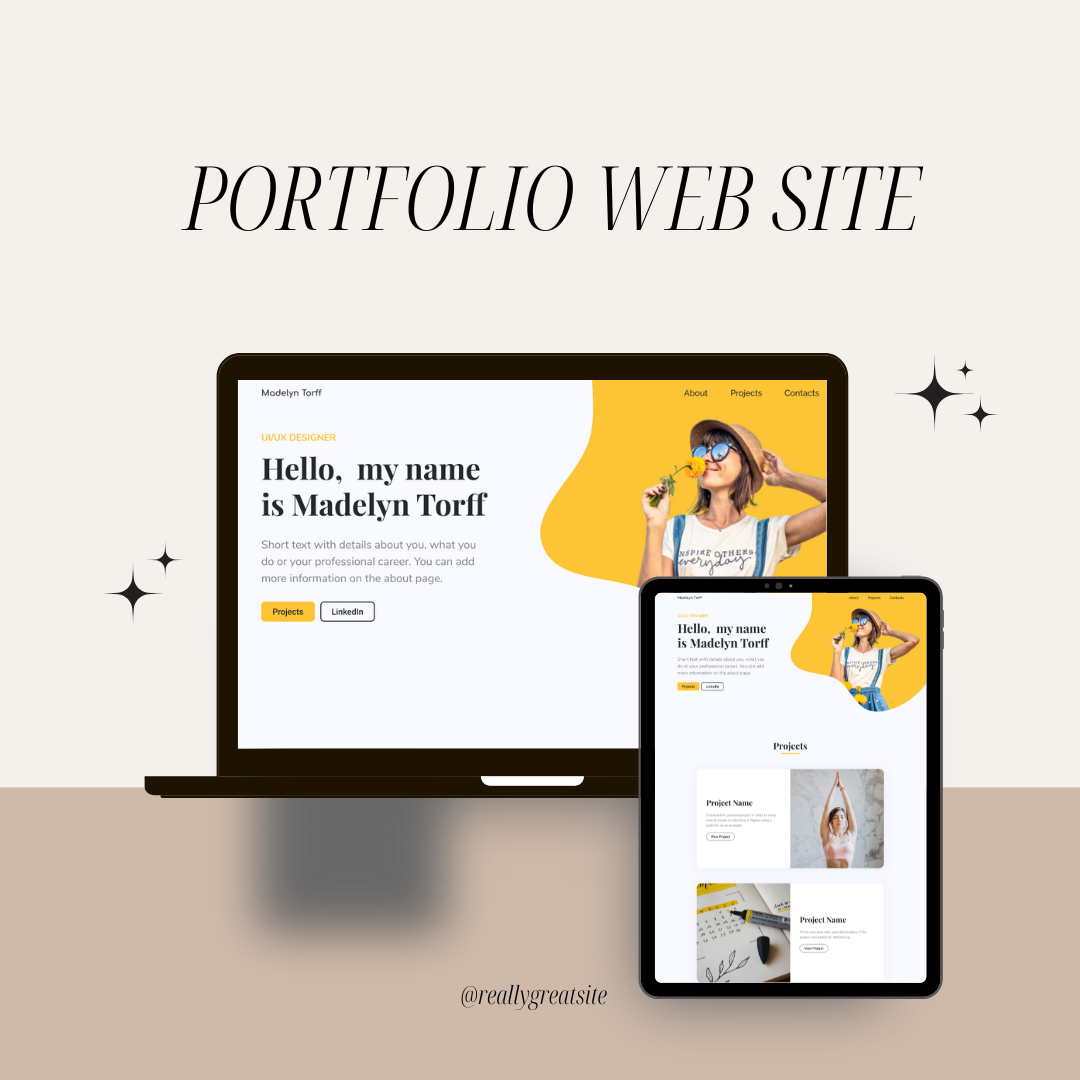 PORTFOLIO WEB SITE
Madelyn Torff
About Projects Contacts
UI/UX DESIGNER
Hello, my name
is Madelyn Torff
Short text with details about you, what you
do or your professional career. You can add
more information on the about page.
Projects LinkedIn
INSPIRE OTHERS
everyday
Madelyn Torff
About Projects Contacts
UI/UX DESIGNER
Hello, my name
is Madelyn Torff
Short text with details about you, what you
do or your professional career. You can add
more information on the about page.
Projects LinkedIn
INSPIRE OTHERS
everyday
Projects
Project Name
View Project
Project Name
View Project
@reallygreatsite